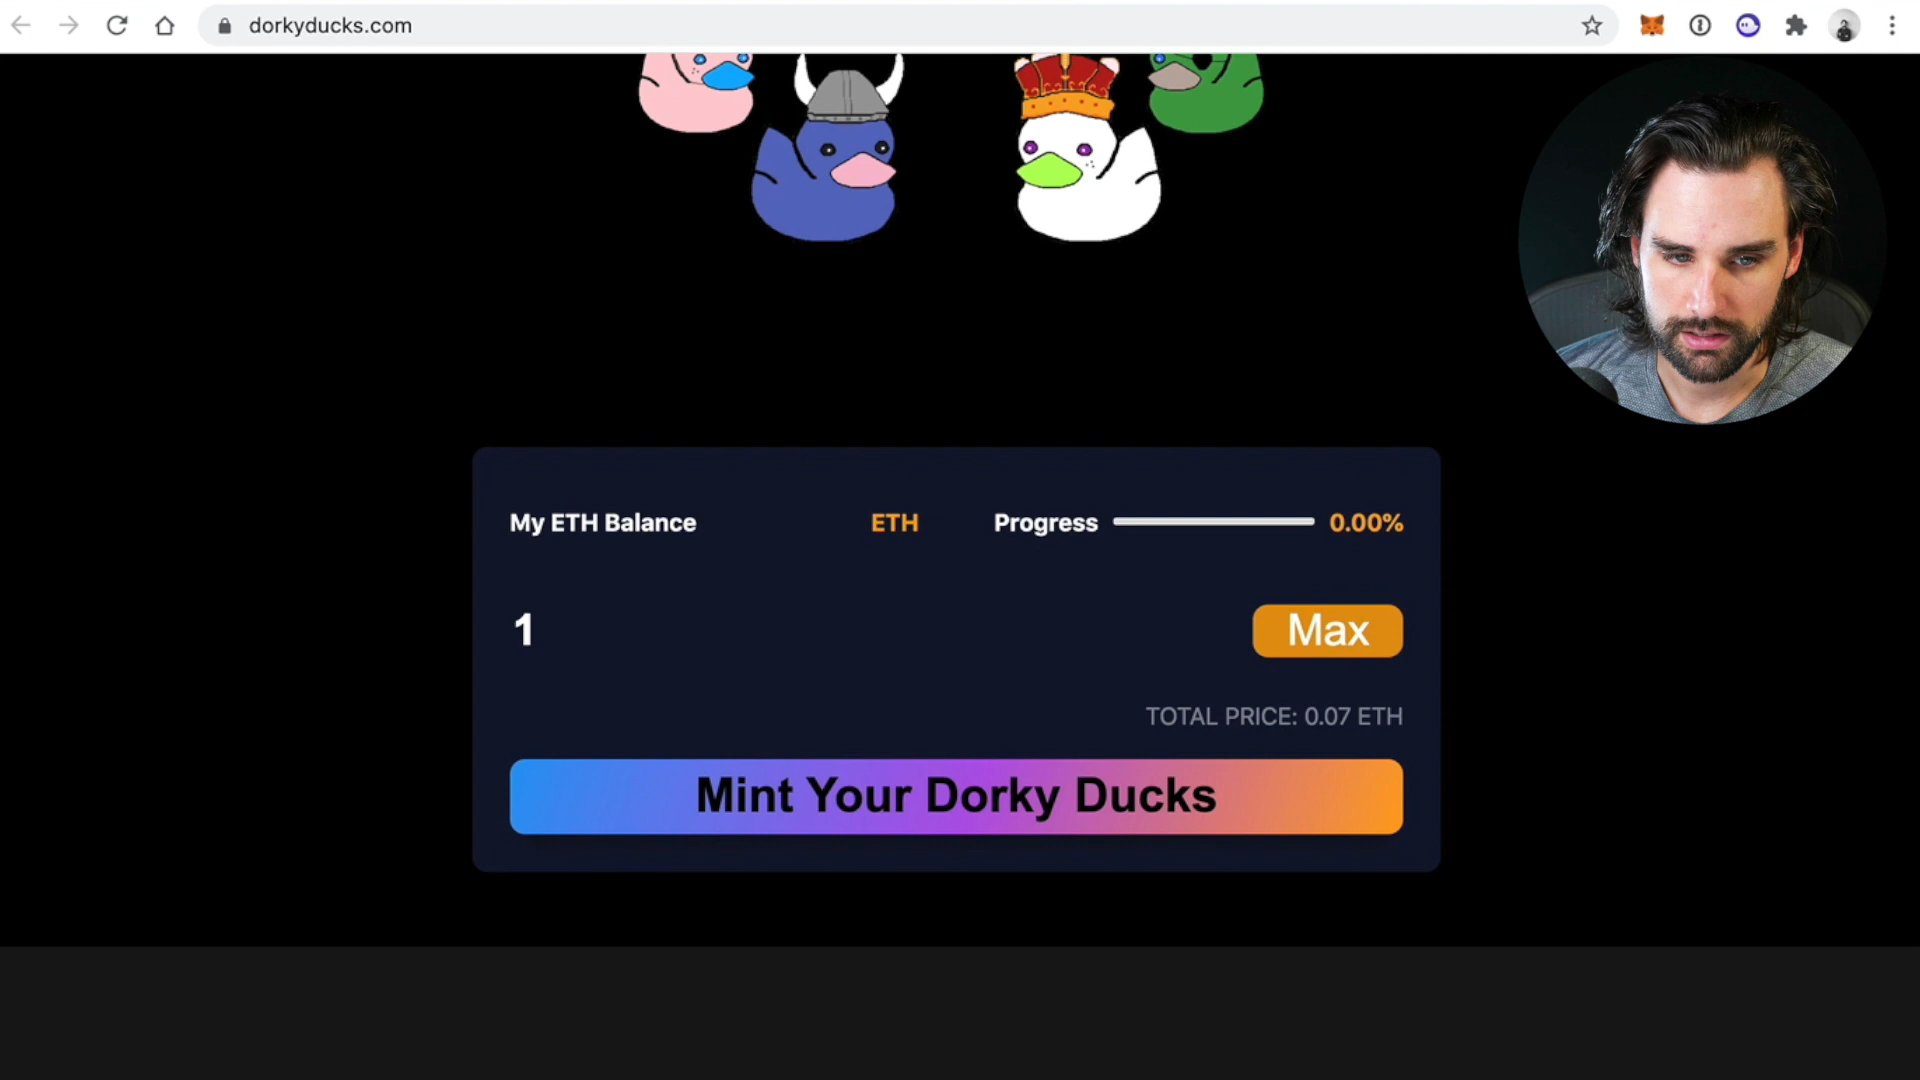 dorkyducks.com
My ETH Balance ETH Progress 0.00%
1 Max
TOTAL PRICE: 0.07 ETH
Mint Your Dorky Ducks